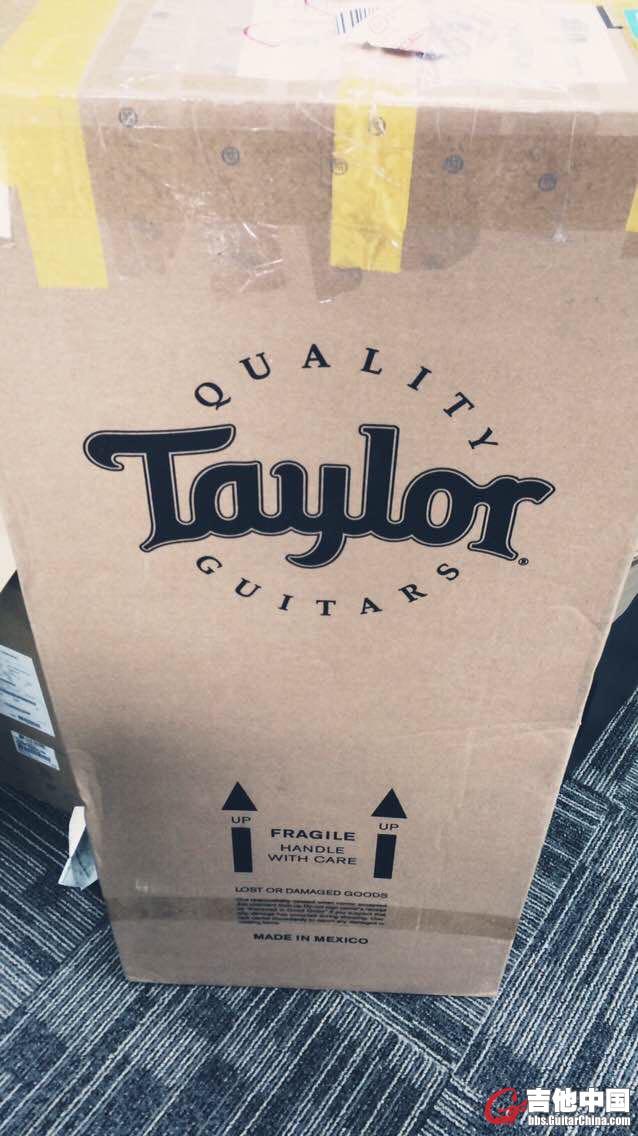 L
QUALITY
Taylor®
GUITARS
UP
UP
FRAGILE
HANDLE
WITH CARE
LOST OR DAMAGED GOODS
MADE IN MEXICO
吉他中国
bbs.GuitarChina.com